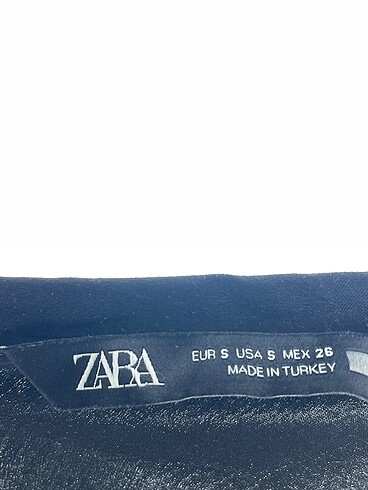 ZARA
EUR S USA S MEX 26
MADE IN TURKEY